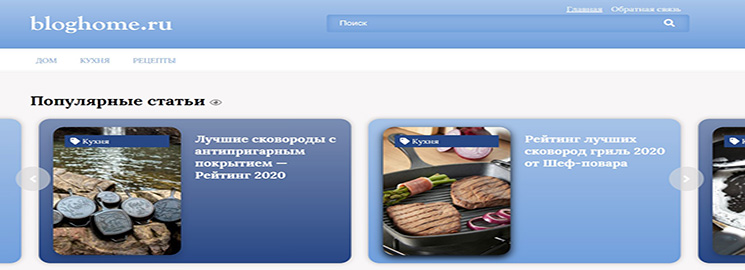 Главная Обратная связь
bloghome.ru
Поиск
ДОМ КУХНЯ РЕЦЕПТЫ
Популярные статьи
Кухня
Лучшие сковороды с
антипригарным
покрытием —
Рейтинг 2020
Кухня
Рейтинг лучших
сковород гриль 2020
от Шеф-повара